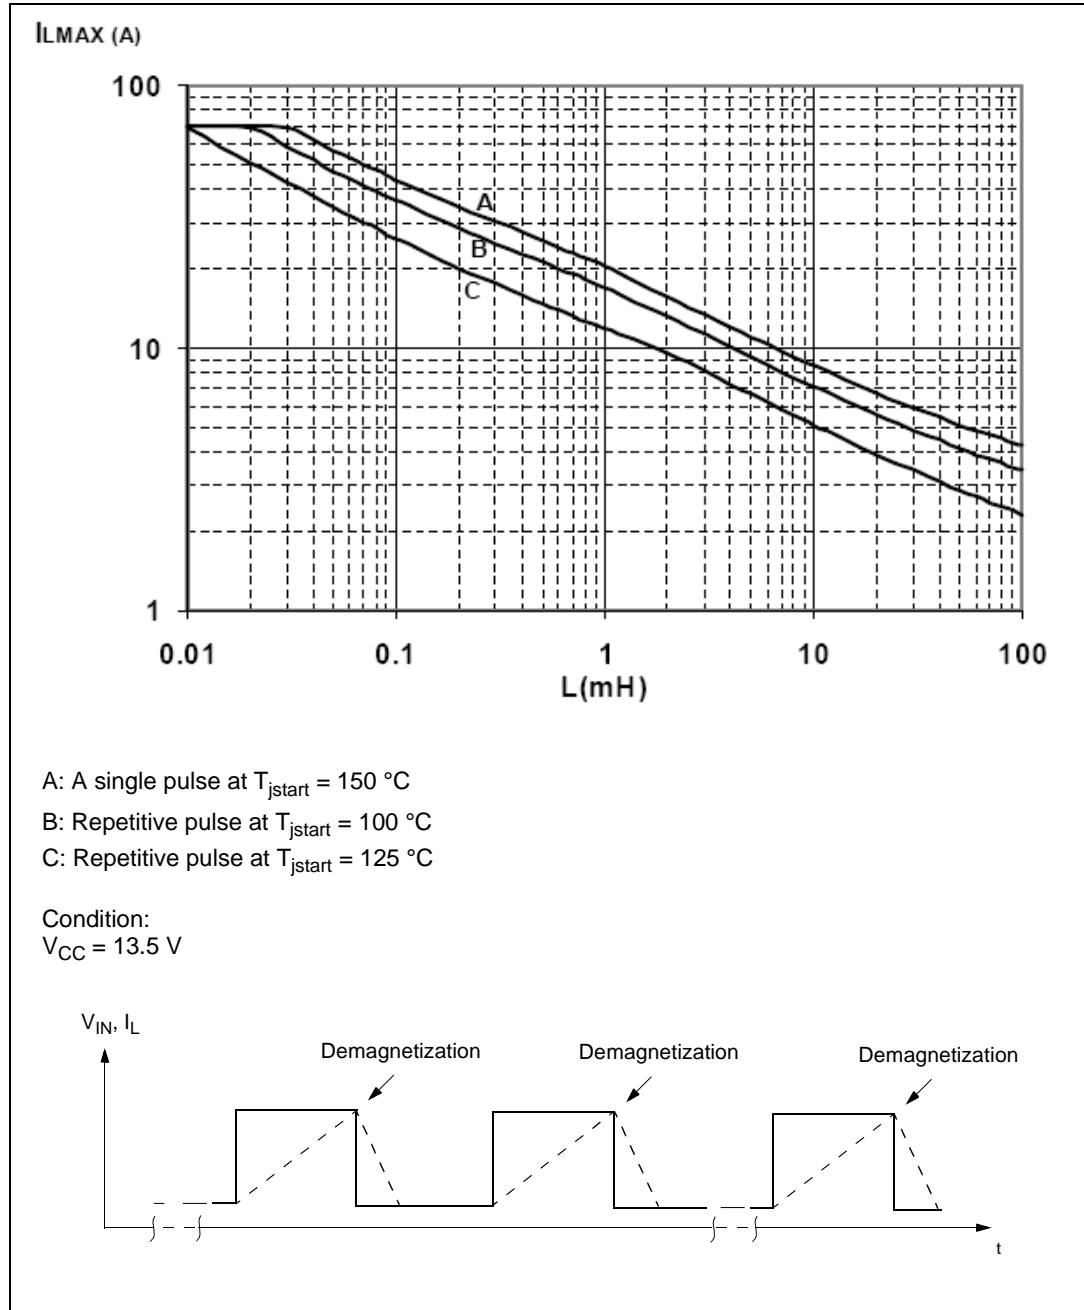 ILMAX (A)
100
10
1
A
B
C
0.01 0.1 1 10 100
L(mH)
A: A single pulse at Tjstart = 150 °C
B: Repetitive pulse at Tjstart = 100 °C
C: Repetitive pulse at Tjstart = 125 °C
Condition:
VCC = 13.5 V
VIN, IL
Demagnetization Demagnetization Demagnetization
t